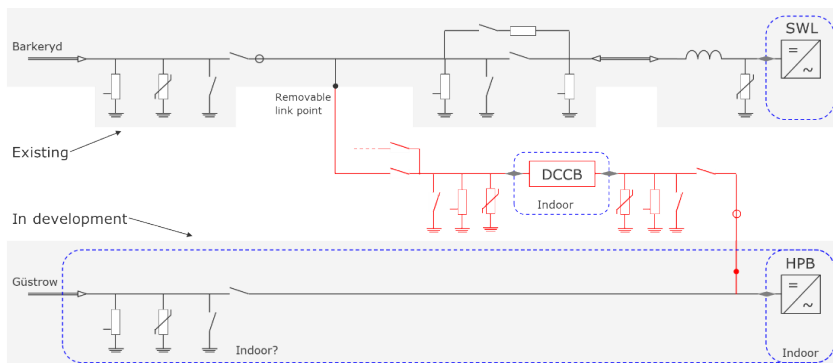 Barkeryd
SWL
=
~
Removable
link point
Existing
DCCB
Indoor
In development
HPB
Güstrow
=
~
Indoor?
Indoor